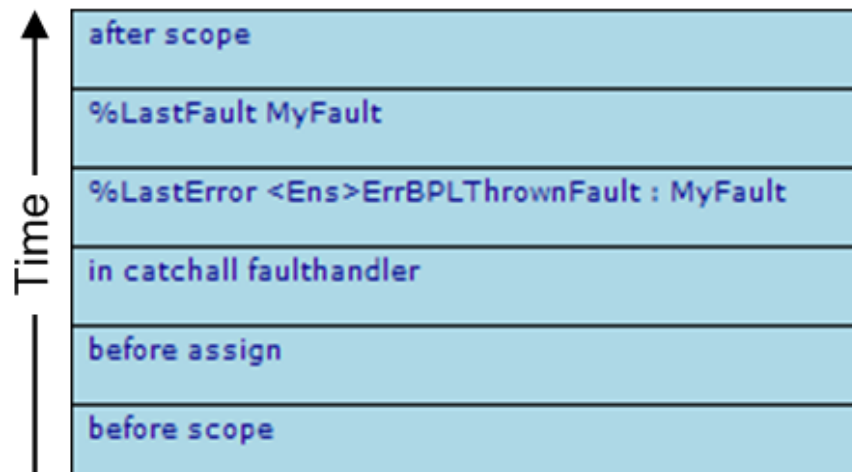 Time
after scope
%LastFault MyFault
%LastError <Ens>ErrBPLThrownFault : MyFault
in catchall faulthandler
before assign
before scope